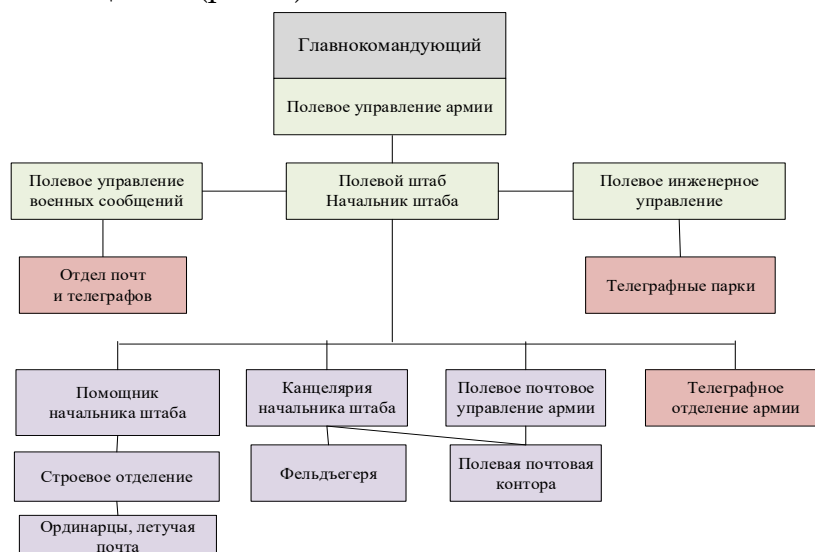 Главнокомандующий
Полевое управление армии
Полевое управление
военных сообщений
Полевой штаб
Начальник штаба
Полевое инженерное
управление
Отдел почт
и телеграфов
Телеграфные парки
Помощник
начальника штаба
Канцелярия
начальника штаба
Полевое почтовое
управление армии
Телеграфное
отделение армии
Строевое отделение
Фельдъегеря
Полевая почтовая
контора
Ординарцы, летучая
почта